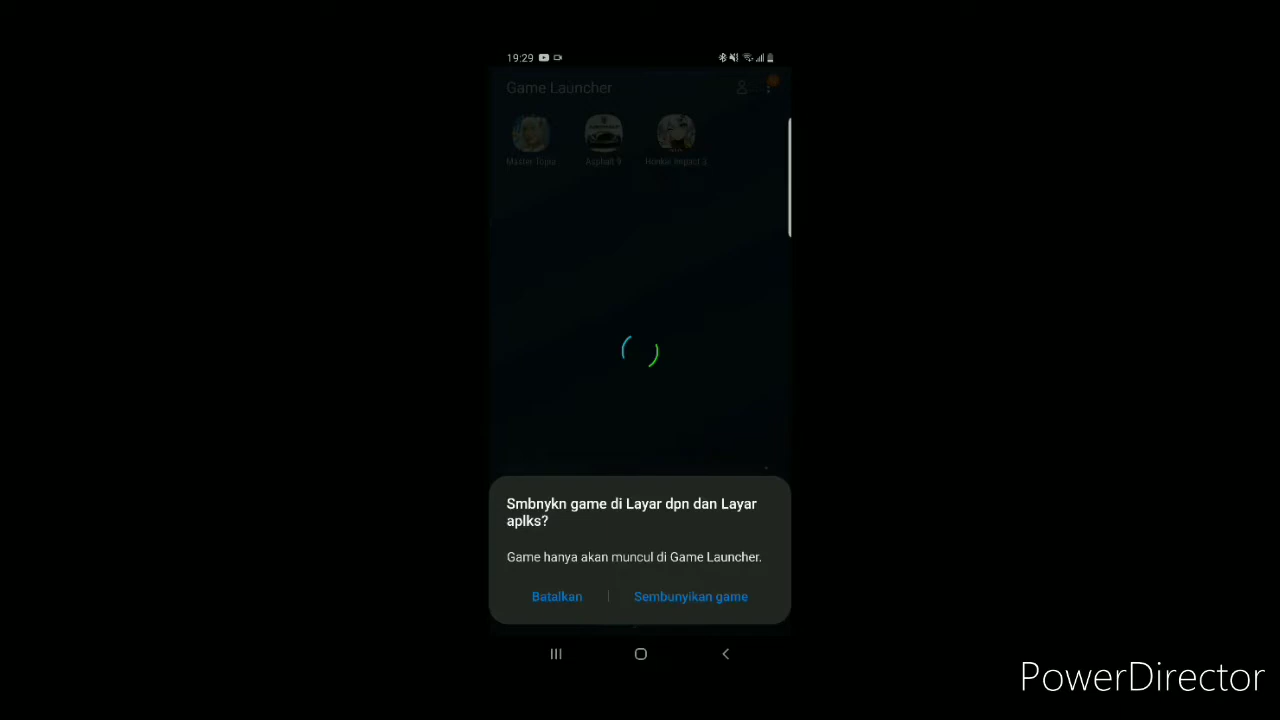 19:29
Game Launcher
Master Topia
Asphalt 9
Honkai Impact 3
Smbnykn game di Layar dpn dan Layar
aplks?
Game hanya akan muncul di Game Launcher.
Batalkan | Sembunyikan game
PowerDirector